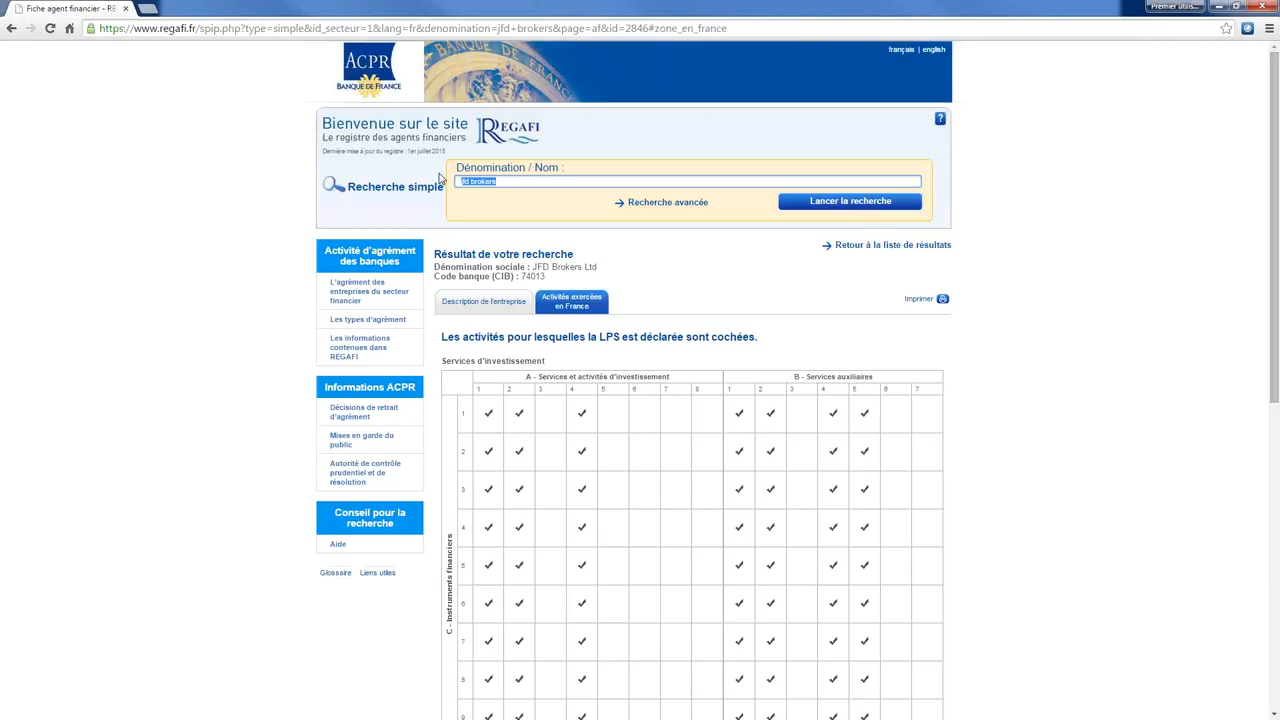 Fiche agent financier - RE
Premier utilis...
https://www.regafi.fr/spip.php?type=simple&id_secteur=1&lang=fr&denomination=jfd+brokers&page=af&id=2846#zone_en_france
ACPR
BANQUE DE FRANCE
BANQUE DE FRANCE
français | english
Bienvenue sur le site
REGAFI
Le registre des agents financiers
Dernière mise à jour du registre : 1er juillet 2015
?
Recherche simple
Dénomination / Nom :
jfd brokers
Recherche avancée
Lancer la recherche
Activité d'agrément
des banques
L'agrément des
entreprises du secteur
financier
Les types d'agrément
Les informations
contenues dans
REGAFI
Informations ACPR
Décisions de retrait
d'agrément
Mises en garde du
public
Autorité de contrôle
prudentiel et de
résolution
Conseil pour la
recherche
Aide
Glossaire Liens utiles
Retour à la liste de résultats
Résultat de votre recherche
Dénomination sociale : JFD Brokers Ltd
Code banque (CIB) : 74013
Description de l'entreprise
Activités exercées
en France
Imprimer
Les activités pour lesquelles la LPS est déclarée sont cochées.
Services d'investissement
A - Services et activités d'investissement B - Services auxiliaires
1 2 3 4 5 6 7 8 1 2 3 4 5 6 7
C - Instruments financiers
1 ✓ ✓ ✓ ✓ ✓ ✓ ✓
2 ✓ ✓ ✓ ✓ ✓ ✓ ✓
3 ✓ ✓ ✓ ✓ ✓ ✓ ✓
4 ✓ ✓ ✓ ✓ ✓ ✓ ✓
5 ✓ ✓ ✓ ✓ ✓ ✓ ✓
6 ✓ ✓ ✓ ✓ ✓ ✓ ✓
7 ✓ ✓ ✓ ✓ ✓ ✓ ✓
8 ✓ ✓ ✓ ✓ ✓ ✓ ✓
9 ✓ ✓ ✓ ✓ ✓ ✓ ✓